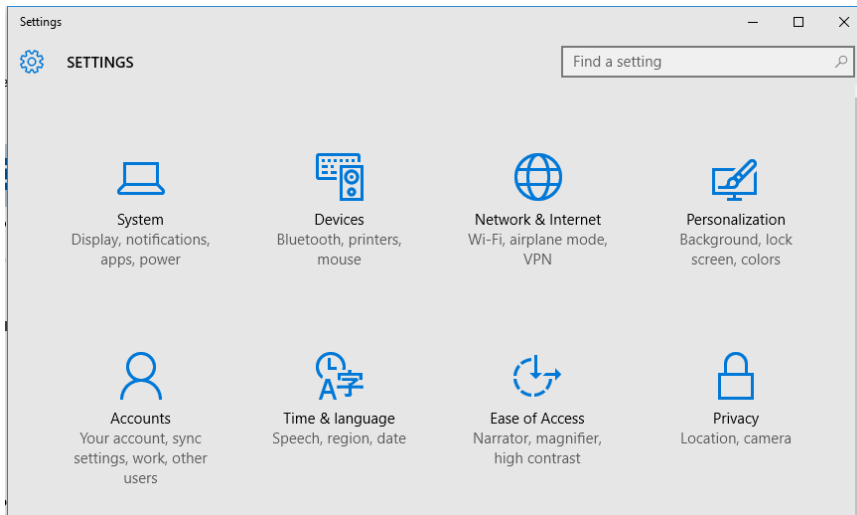 Settings
SETTINGS
Find a setting
System
Display, notifications,
apps, power
Devices
Bluetooth, printers,
mouse
Network & Internet
Wi-Fi, airplane mode,
VPN
Personalization
Background, lock
screen, colors
Accounts
Your account, sync
settings, work, other
users
A字
Time & language
Speech, region, date
Ease of Access
Narrator, magnifier,
high contrast
Privacy
Location, camera